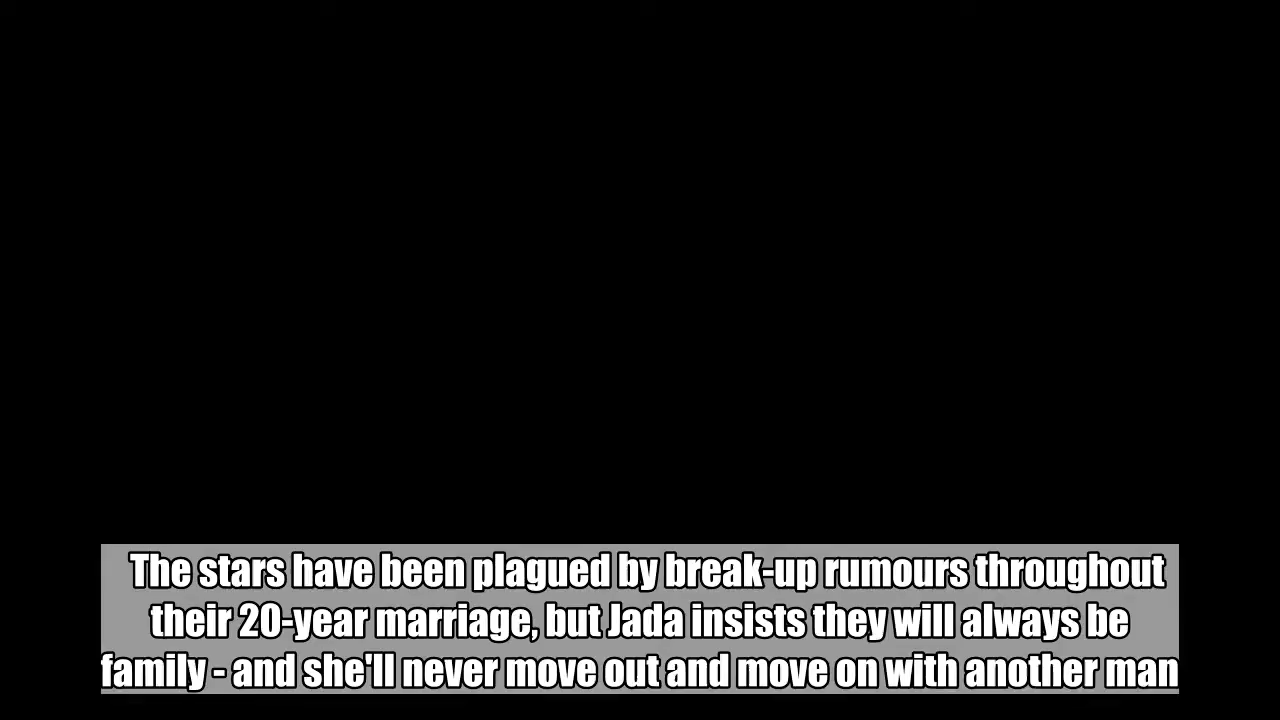 The stars have been plagued by break-up rumours throughout
their 20-year marriage, but Jada insists they will always be
family - and she'll never move out and move on with another man